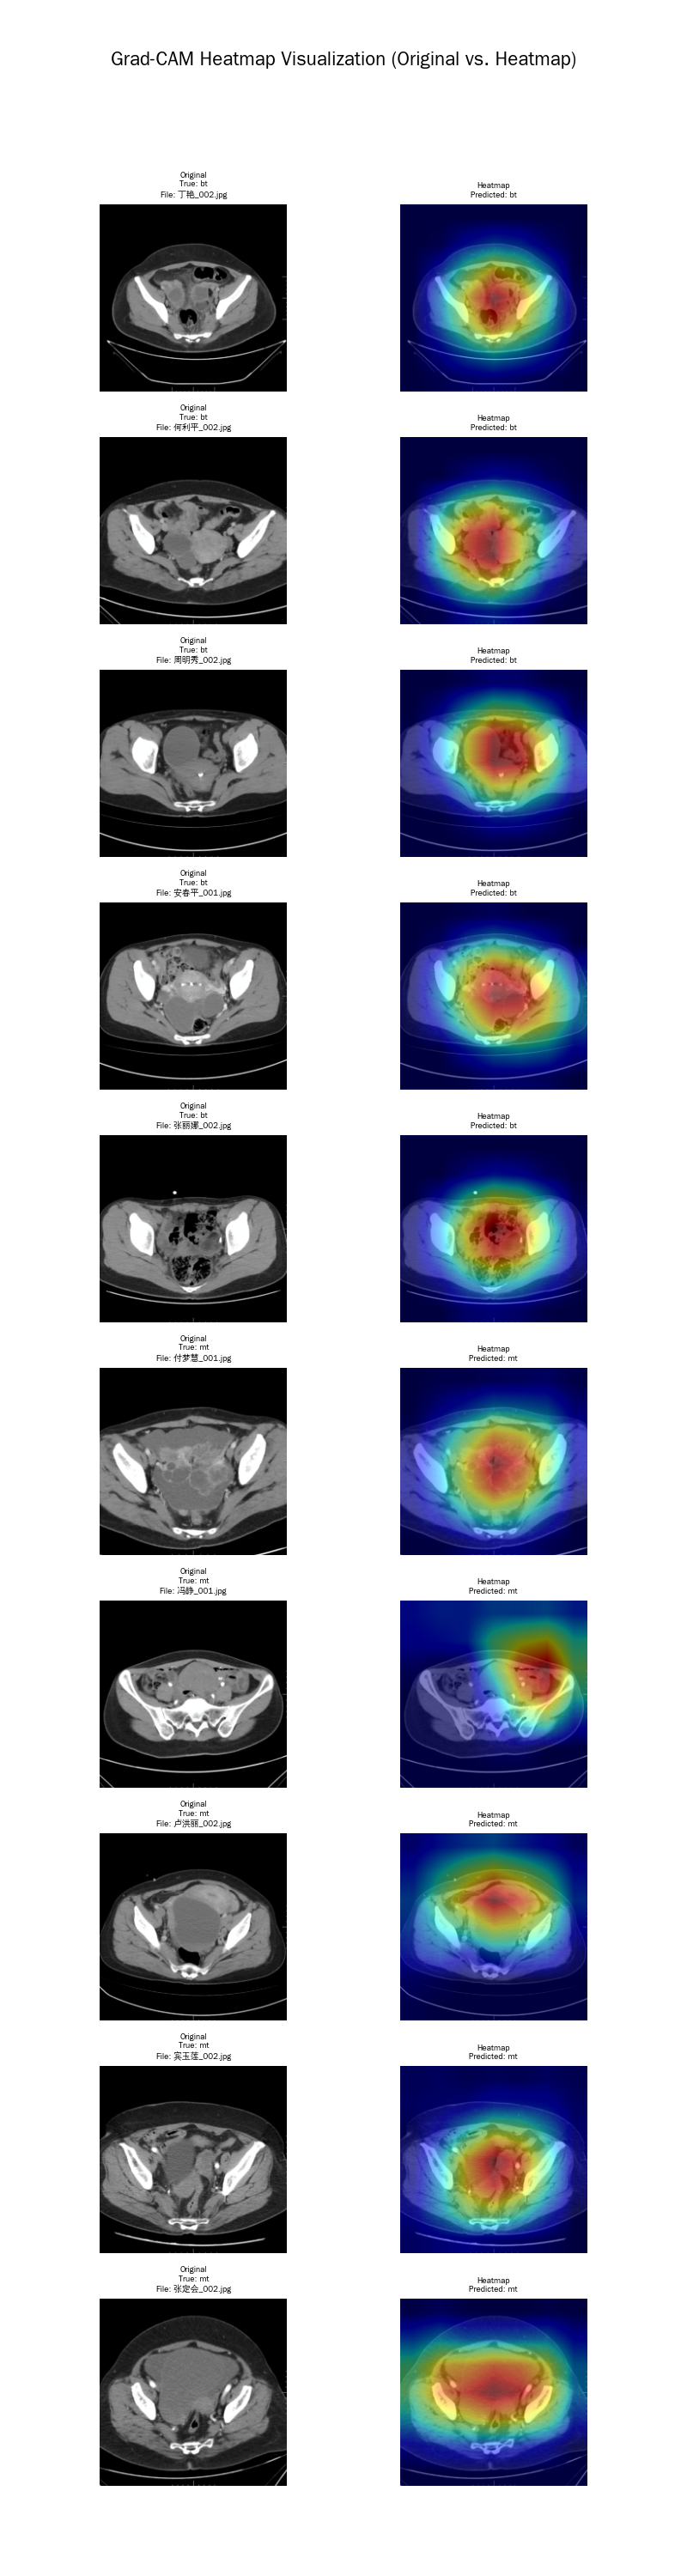 Grad-CAM Heatmap Visualization (Original vs. Heatmap)
Original
True: bt
File: 丁艳_002.jpg
Heatmap
Predicted: bt
Original
True: bt
File: 何利平_002.jpg
Heatmap
Predicted: bt
Original
True: bt
File: 周明秀_002.jpg
Heatmap
Predicted: bt
Original
True: bt
File: 安春平_001.jpg
Heatmap
Predicted: bt
Original
True: bt
File: 张丽娜_002.jpg
Heatmap
Predicted: bt
Original
True: mt
File: 付梦慧_001.jpg
Heatmap
Predicted: mt
Original
True: mt
File: 冯静_001.jpg
Heatmap
Predicted: mt
Original
True: mt
File: 卢洪丽_002.jpg
Heatmap
Predicted: mt
Original
True: mt
File: 宾玉莲_002.jpg
Heatmap
Predicted: mt
Original
True: mt
File: 张定会_002.jpg
Heatmap
Predicted: mt